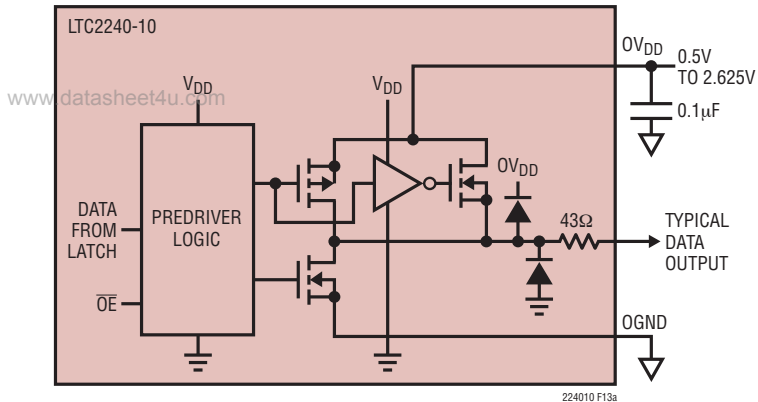 LTC2240-10
OVDD
0.5V
TO 2.625V
VDD
VDD
www.datasheet4u.com
0.1µF
OVDD
DATA
FROM
LATCH
PREDRIVER
LOGIC
43Ω
TYPICAL
DATA
OUTPUT
OE
OGND
224010 F13a